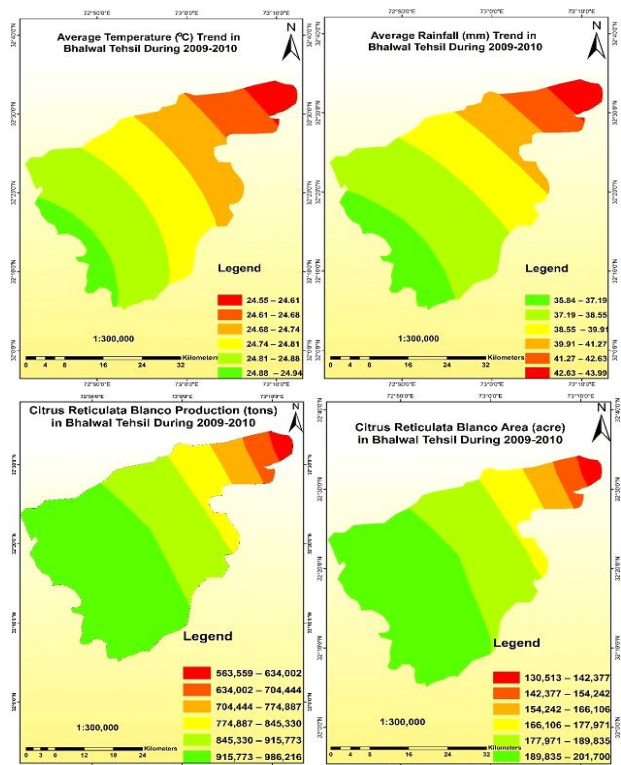 Average Temperature (ºC) Trend in
Bhalwal Tehsil During 2009-2010
N
Legend
24.55 – 24.61
24.61 – 24.68
24.68 – 24.74
24.74 – 24.81
24.81 – 24.88
24.88 – 24.94
1:300,000
0 4 8 16 24 32 Kilometers
Average Rainfall (mm) Trend in
Bhalwal Tehsil During 2009-2010
N
Legend
35.84 – 37.19
37.19 – 38.55
38.55 – 39.91
39.91 – 41.27
41.27 – 42.63
42.63 – 43.99
1:300,000
0 4 8 16 24 32 Kilometers
Citrus Reticulata Blanco Production (tons)
in Bhalwal Tehsil During 2009-2010
N
Legend
563,559 – 634,002
634,002 – 704,444
704,444 – 774,887
774,887 – 845,330
845,330 – 915,773
915,773 – 986,216
1:300,000
0 3 6 12 18 24 Kilometers
Citrus Reticulata Blanco Area (acre)
in Bhalwal Tehsil During 2009-2010
N
Legend
130,513 – 142,377
142,377 – 154,242
154,242 – 166,106
166,106 – 177,971
177,971 – 189,835
189,835 – 201,700
1:300,000
0 4 8 16 24 32 Kilometers